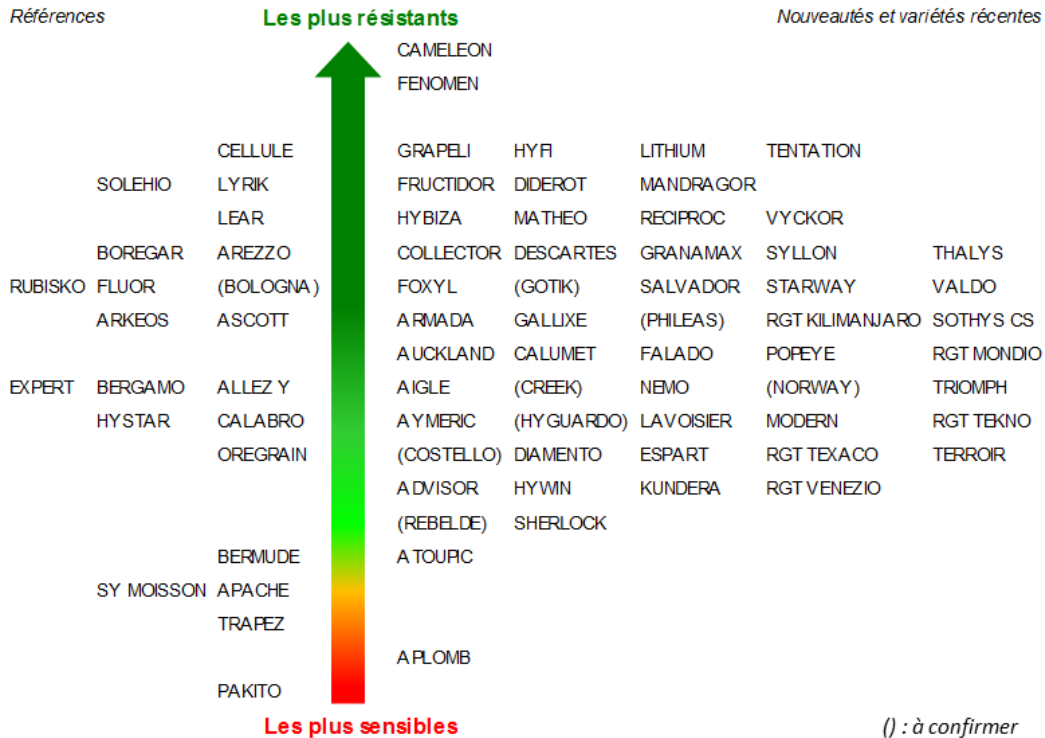 Références Les plus résistants Nouveautés et variétés récentes
CAMELEON
FENOMEN
CELLULE GRAPELI HYFI LITHIUM TENTATION
SOLEHIO LYRIK FRUCTIDOR DIDEROT MANDRAGOR
LEAR HYBIZA MATHEO RECIPROC VYCKOR
BOREGAR AREZZO COLLECTOR DESCARTES GRANAMAX SYLLON THALYS
RUBISKO FLUOR (BOLOGNA) FOXYL (GOTIK) SALVADOR STARWAY VALDO
ARKEOS ASCOTT ARMADA GALLIXE (PHILEAS) RGT KILIMANJARO SOTHYS CS
AUCKLAND CALUMET FALADO POPEYE RGT MONDIO
EXPERT BERGAMO ALLEZ Y AIGLE (CREEK) NEMO (NORWAY) TRIOMPH
HYSTAR CALABRO AYMERIC (HYGUARDO) LAVOISIER MODERN RGT TEKNO
OREGRAIN (COSTELLO) DIAMENTO ESPART RGT TEXACO TERROIR
ADVISOR HYWIN KUNDERA RGT VENEZIO
(REBELDE) SHERLOCK
BERMUDE ATOUPIC
SY MOISSON APACHE
TRAPEZ
APLOMB
PAKITO
Les plus sensibles () : à confirmer